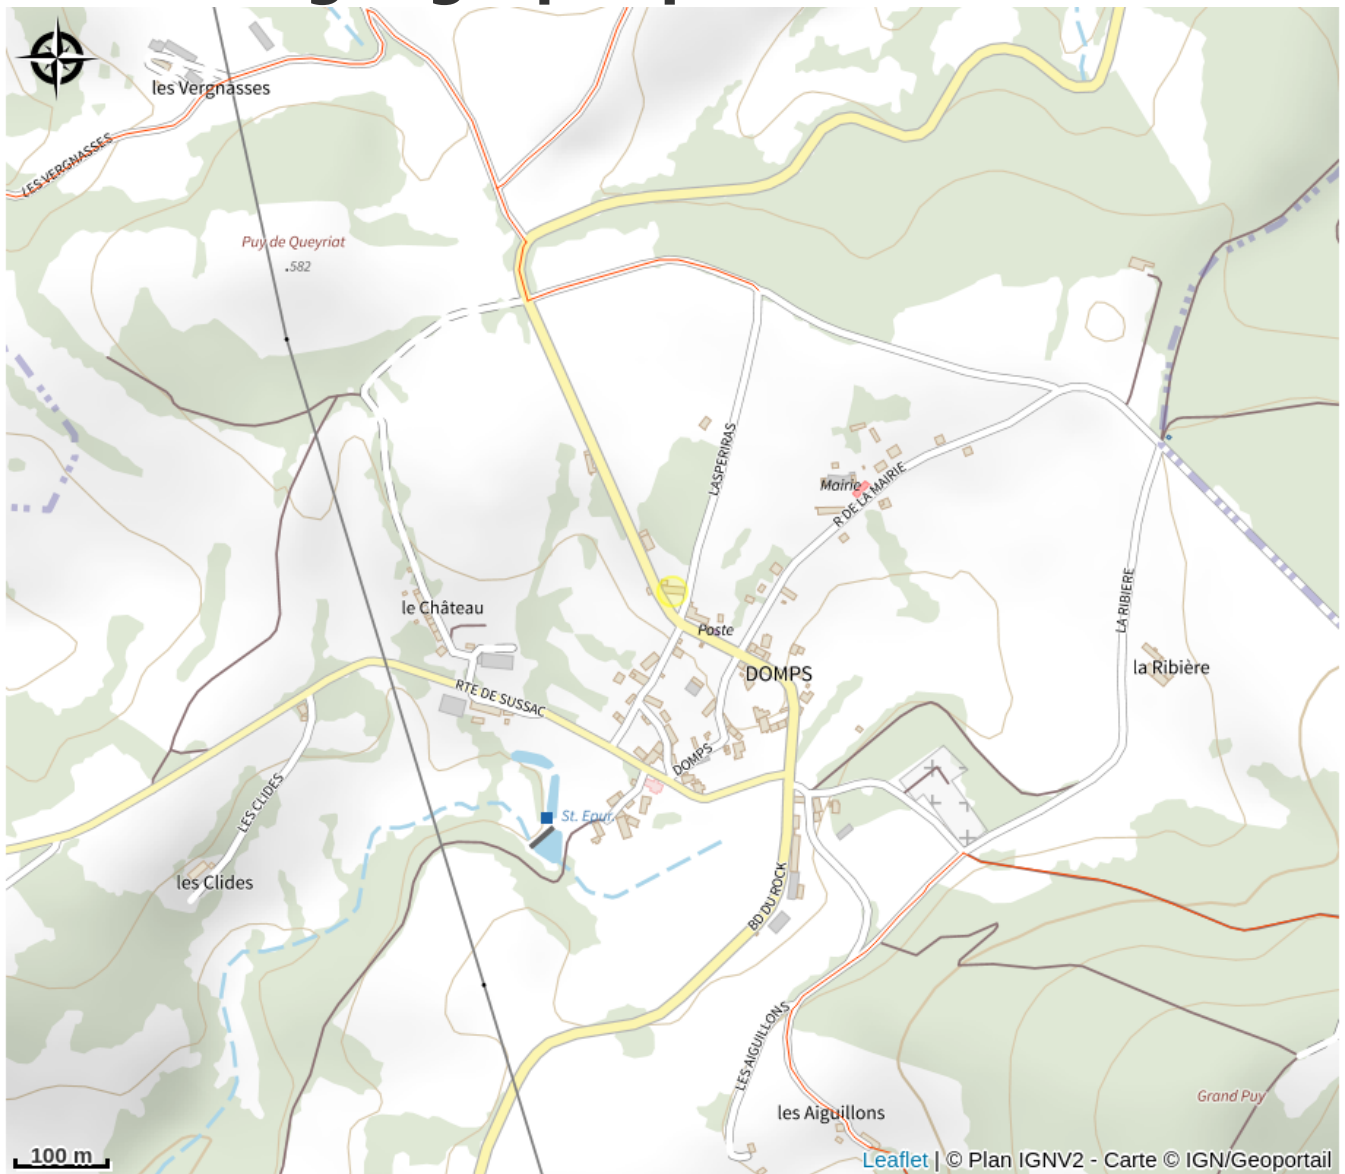 les Vergnasses
LES VERGNASSES
Puy de Queyriat
.582
LASPERIRAS
Mairie
R DE LA MAIRIE
LA RIBIERE
le Château
Poste
la Ribière
DOMPS
RTE DE SUSSAC
DOMPS
LES CLIDES
St. Epur.
les Clides
BD DU ROCK
LES AIGUILLONS
Grand Puy
les Aiguillons
100 m
Leaflet | © Plan IGNV2 - Carte © IGN/Geoportail